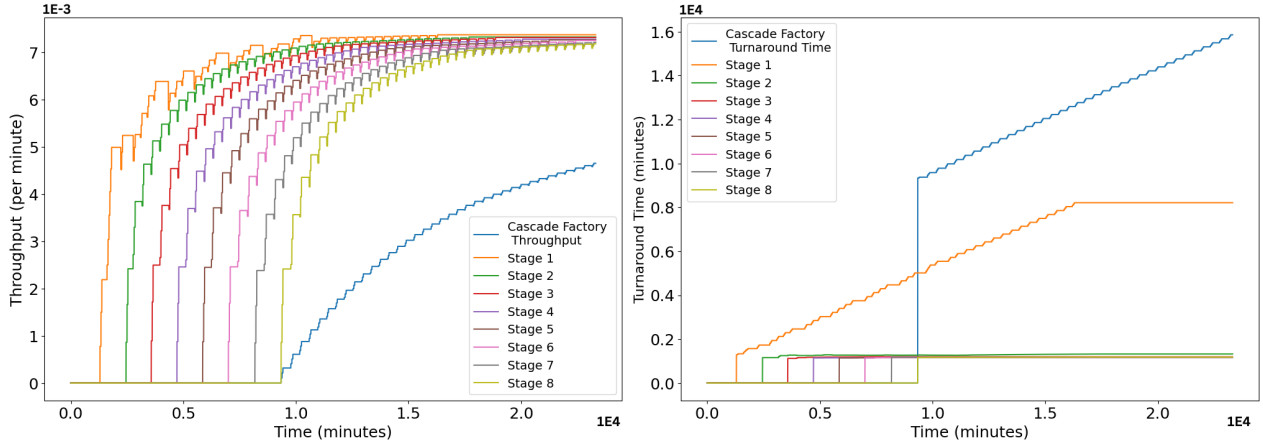 1E-3
7
6
5
4
3
2
1
0
Throughput (per minute)
Cascade Factory
Throughput
Stage 1
Stage 2
Stage 3
Stage 4
Stage 5
Stage 6
Stage 7
Stage 8
0.0
0.5
1.0
1.5
2.0
1E4
Time (minutes)
1E4
1.6
1.4
1.2
1.0
0.8
0.6
0.4
0.2
0.0
Turnaround Time (minutes)
Cascade Factory
Turnaround Time
Stage 1
Stage 2
Stage 3
Stage 4
Stage 5
Stage 6
Stage 7
Stage 8
0.0
0.5
1.0
1.5
2.0
1E4
Time (minutes)